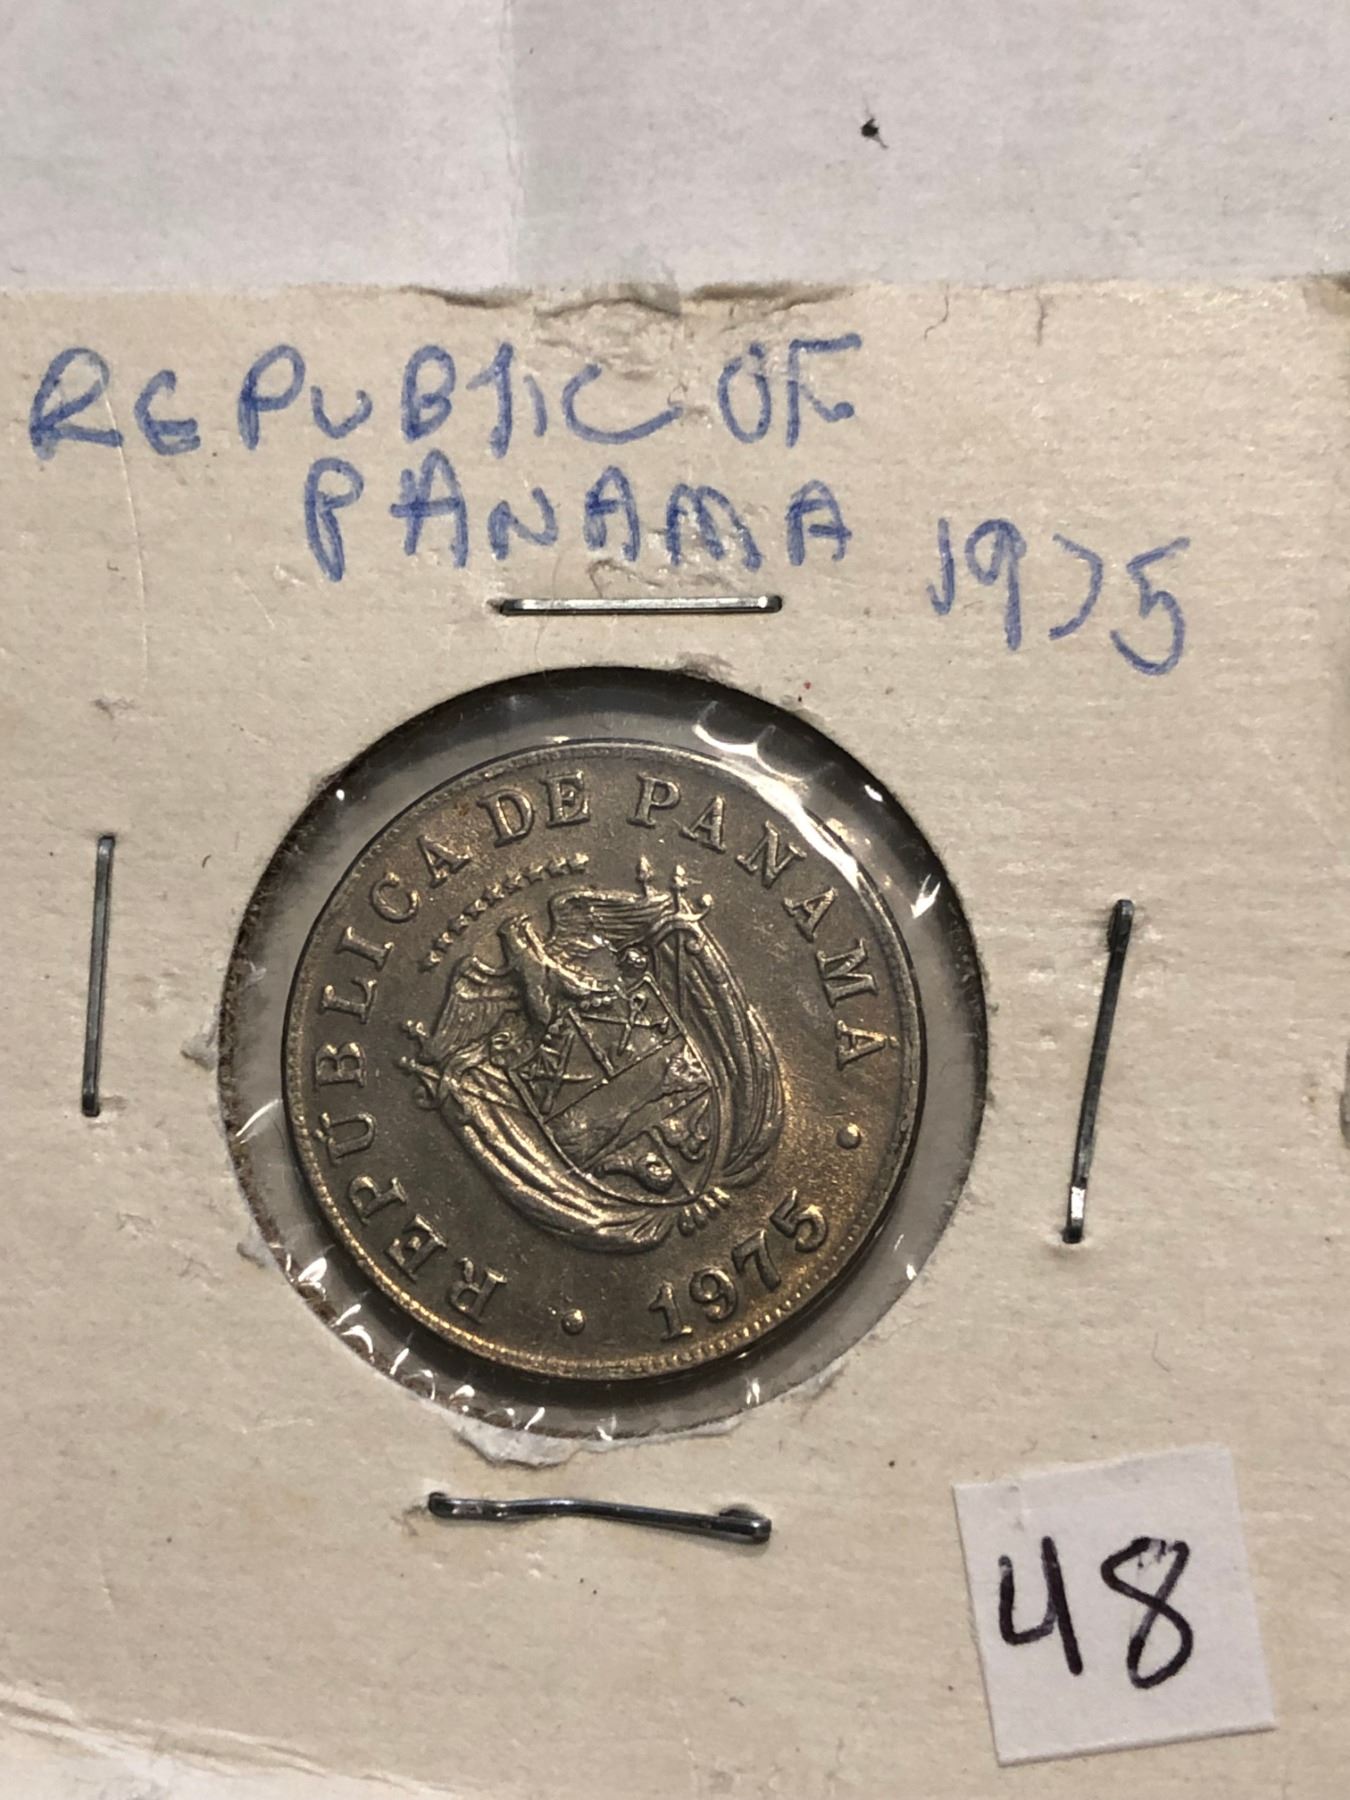 REPUBlic OF
PANAMA 1975
REPÚBLICA DE PANAMÁ
• 1975 •
48